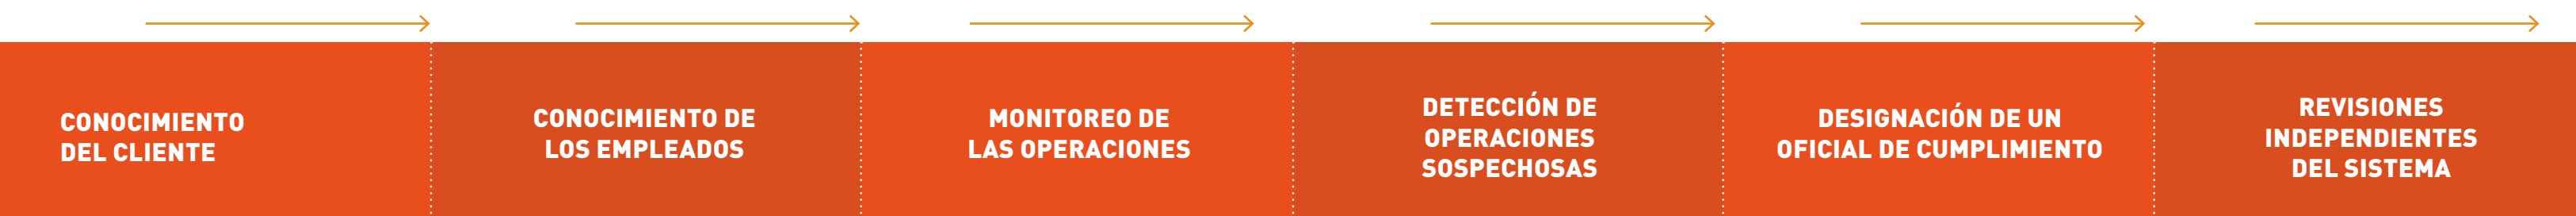 CONOCIMIENTO
DEL CLIENTE
CONOCIMIENTO DE
LOS EMPLEADOS
MONITOREO DE
LAS OPERACIONES
DETECCIÓN DE
OPERACIONES
SOSPECHOSAS
DESIGNACIÓN DE UN
OFICIAL DE CUMPLIMIENTO
REVISIONES
INDEPENDIENTES
DEL SISTEMA